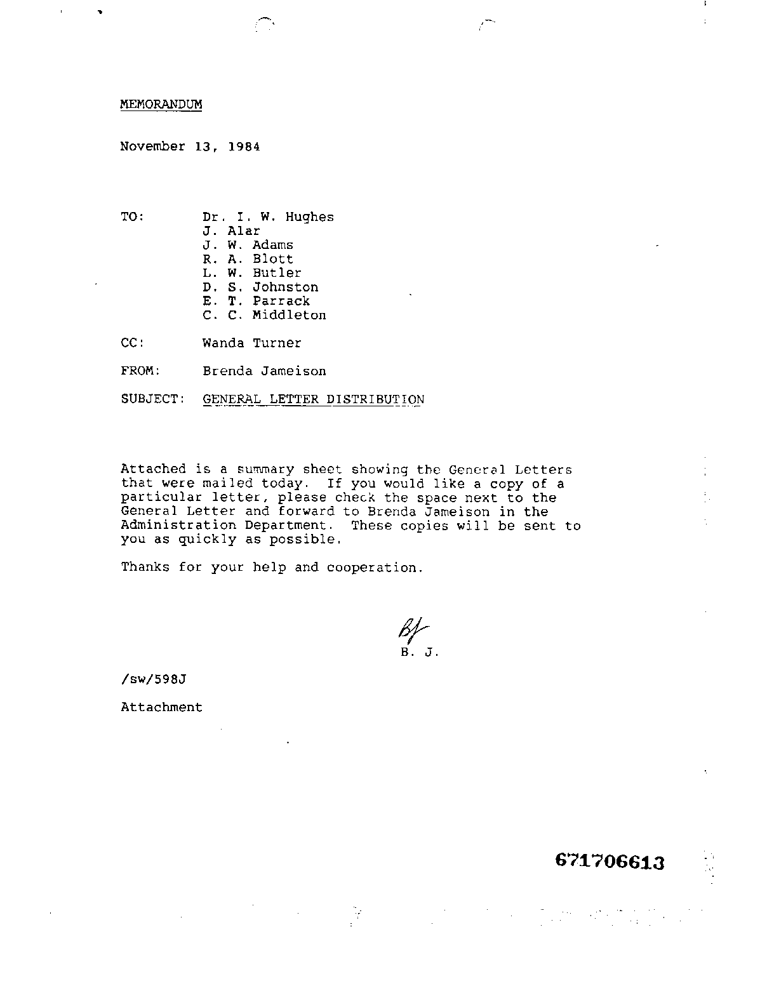 MEMORANDUM
November 13, 1984
TO: Dr. I. W. Hughes
J. Alar
J. W. Adams
R. A. Blott
L. W. Butler
D. S. Johnston
E. T. Parrack
C. C. Middleton
CC: Wanda Turner
FROM: Brenda Jameison
SUBJECT: GENERAL LETTER DISTRIBUTION
Attached is a summary sheet showing the General Letters
that were mailed today. If you would like a copy of a
particular letter, please check the space next to the
General Letter and forward to Brenda Jameison in the
Administration Department. These copies will be sent to
you as quickly as possible.
Thanks for your help and cooperation.
BJ
B. J.
/sw/598J
Attachment
671706613